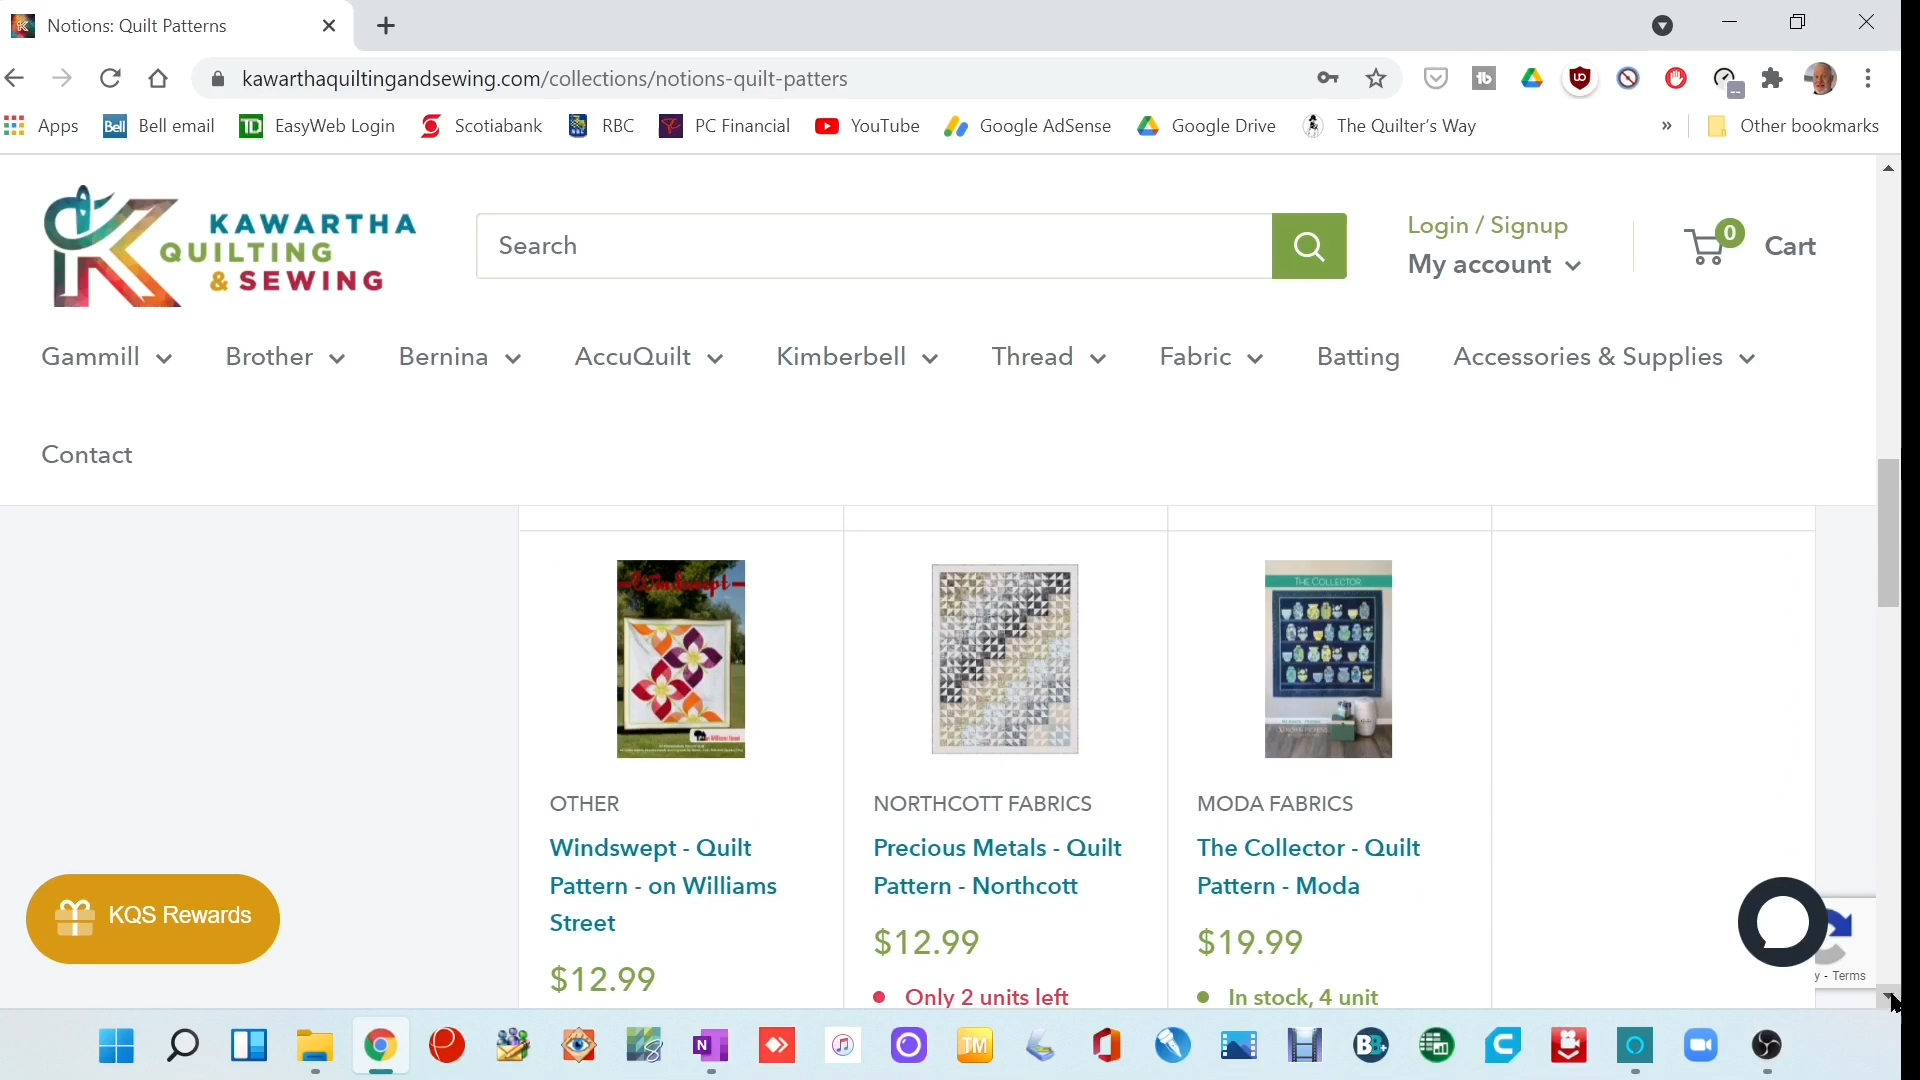 Notions: Quilt Patterns
kawarthaquiltingandsewing.com/collections/notions-quilt-patters
Apps Bell Bell email TD EasyWeb Login Scotiabank RBC PC Financial YouTube Google AdSense Google Drive The Quilter's Way » Other bookmarks
KAWARTHA
QUILTING
& SEWING
Search
Login / Signup
My account
0
Cart
Gammill Brother Bernina AccuQuilt Kimberbell Thread Fabric Batting Accessories & Supplies
Contact
Windswept
THE COLLECTOR
OTHER
Windswept - Quilt
Pattern - on Williams
Street
$12.99
NORTHCOTT FABRICS
Precious Metals - Quilt
Pattern - Northcott
$12.99
Only 2 units left
MODA FABRICS
The Collector - Quilt
Pattern - Moda
$19.99
In stock, 4 unit
KQS Rewards
y - Terms